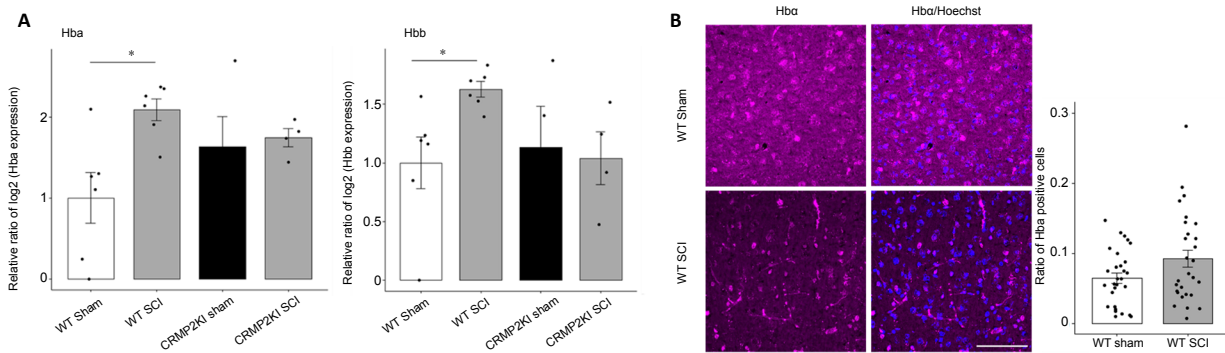 A
Hba
Relative ratio of log2 (Hba expression)
2
1
0
*
WT Sham
WT SCI
CRMP2KI sham
CRMP2KI SCI
Hbb
Relative ratio of log2 (Hbb expression)
1.5
1.0
0.5
0
*
WT Sham
WT SCI
CRMP2KI sham
CRMP2KI SCI
B
Hbα
Hbα/Hoechst
WT Sham
WT SCI
Ratio of Hba positive cells
0.3
0.2
0.1
0
WT sham
WT SCI